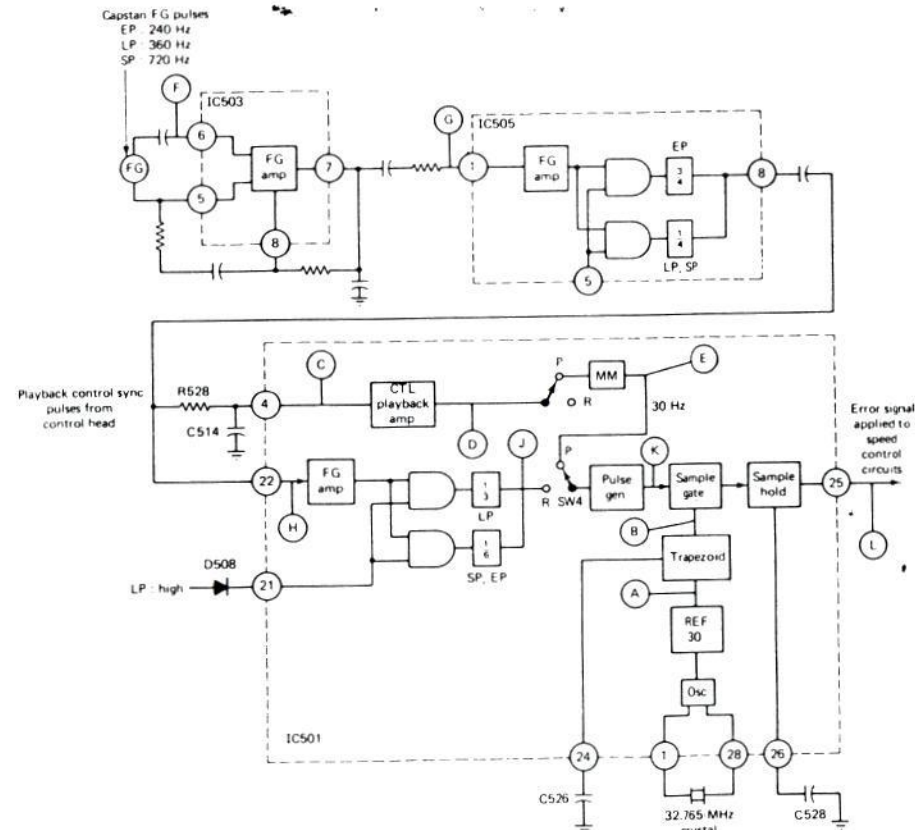 Capstan FG pulses
EP : 240 Hz
LP : 360 Hz
SP : 720 Hz
F
IC503
6
FG
FG
amp
7
5
8
G
IC505
1
FG
amp
EP
3
4
8
1
4
LP, SP
5
Playback control sync
pulses from
control head
R528
C514
4
C
CTL
playback
amp
D
P
R
MM
E
30 Hz
J
22
H
FG
amp
1
3
LP
1
6
SP, EP
P
R
SW4
Pulse
gen
K
Sample
gate
Sample
hold
25
Error signal
applied to
speed
control
circuits
L
B
Trapezoid
A
REF
30
Osc
D508
LP : high
21
IC501
24
1
28
26
C526
32.765 MHz
crystal
C528